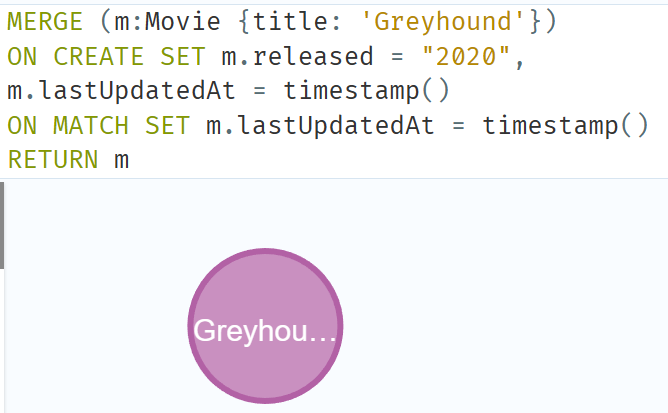 MERGE (m:Movie {title: 'Greyhound'})
ON CREATE SET m.released = "2020",
m.lastUpdatedAt = timestamp()
ON MATCH SET m.lastUpdatedAt = timestamp()
RETURN m
Greyhou...